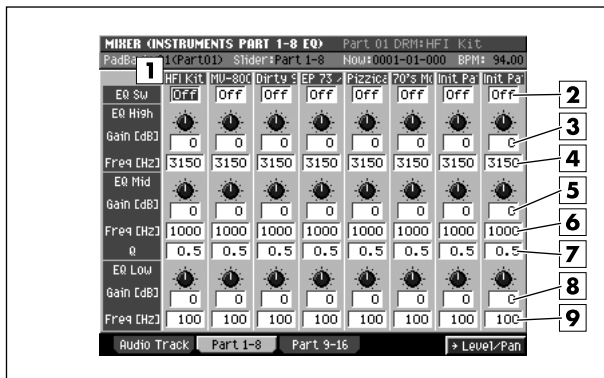 MIXER (INSTRUMENTS PART 1-8 EQ) Part 01 DRM:HFI Kit
1(Part01) Slider:Part 1-8 Now:0001-01-000 BPM: 94.00
1
HFI Kit MV-800 Dirty S EP 73 Pizzica 70's Mo Init Pa Init Pa
EQ Sw Off Off Off Off Off Off Off Off 2
EQ High
Gain [dB] 0 0 0 0 0 0 0 0 3
Freq [Hz] 3150 3150 3150 3150 3150 3150 3150 3150 4
EQ Mid
Gain [dB] 0 0 0 0 0 0 0 0 5
Freq [Hz] 1000 1000 1000 1000 1000 1000 1000 1000 6
Q 0.5 0.5 0.5 0.5 0.5 0.5 0.5 0.5 7
EQ Low
Gain [dB] 0 0 0 0 0 0 0 0 8
Freq [Hz] 100 100 100 100 100 100 100 100 9
Audio Track Part 1-8 Part 9-16 → Level/Pan